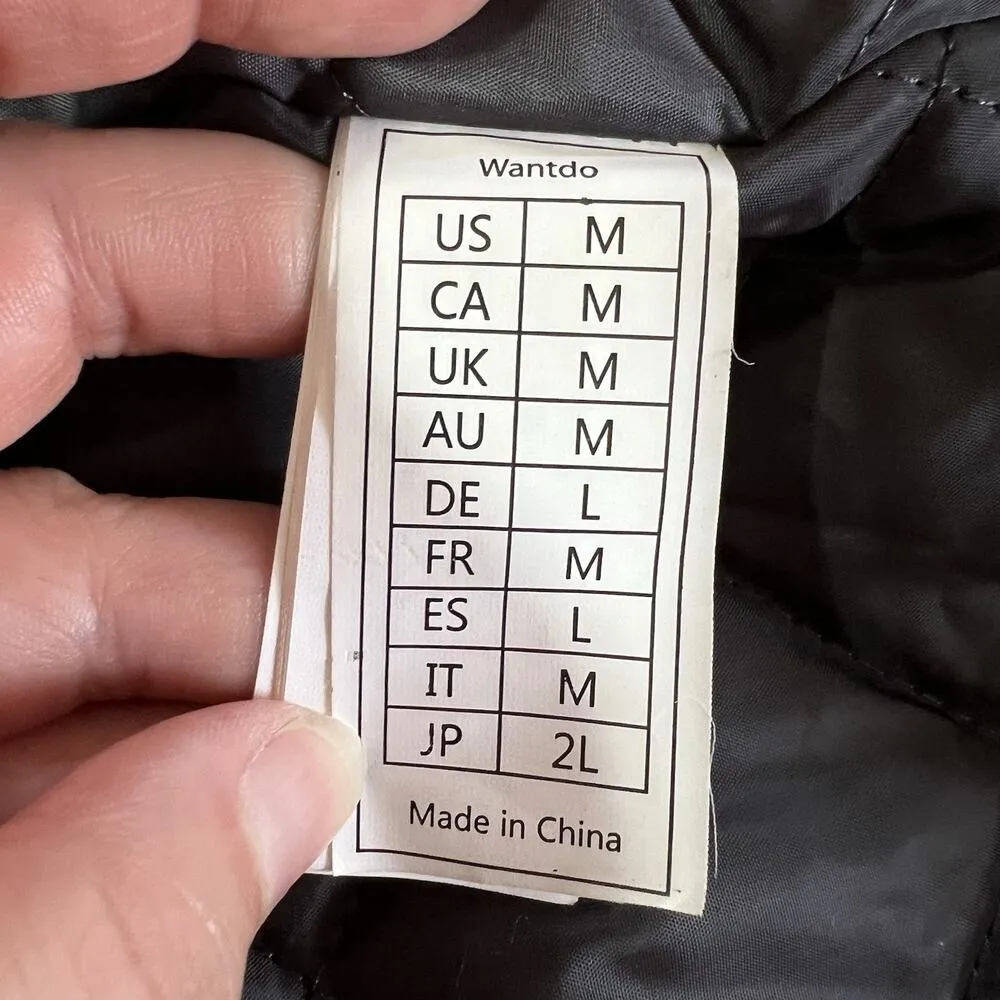 Wantdo
US M
CA M
UK M
AU M
DE L
FR M
ES L
IT M
JP 2L
Made in China